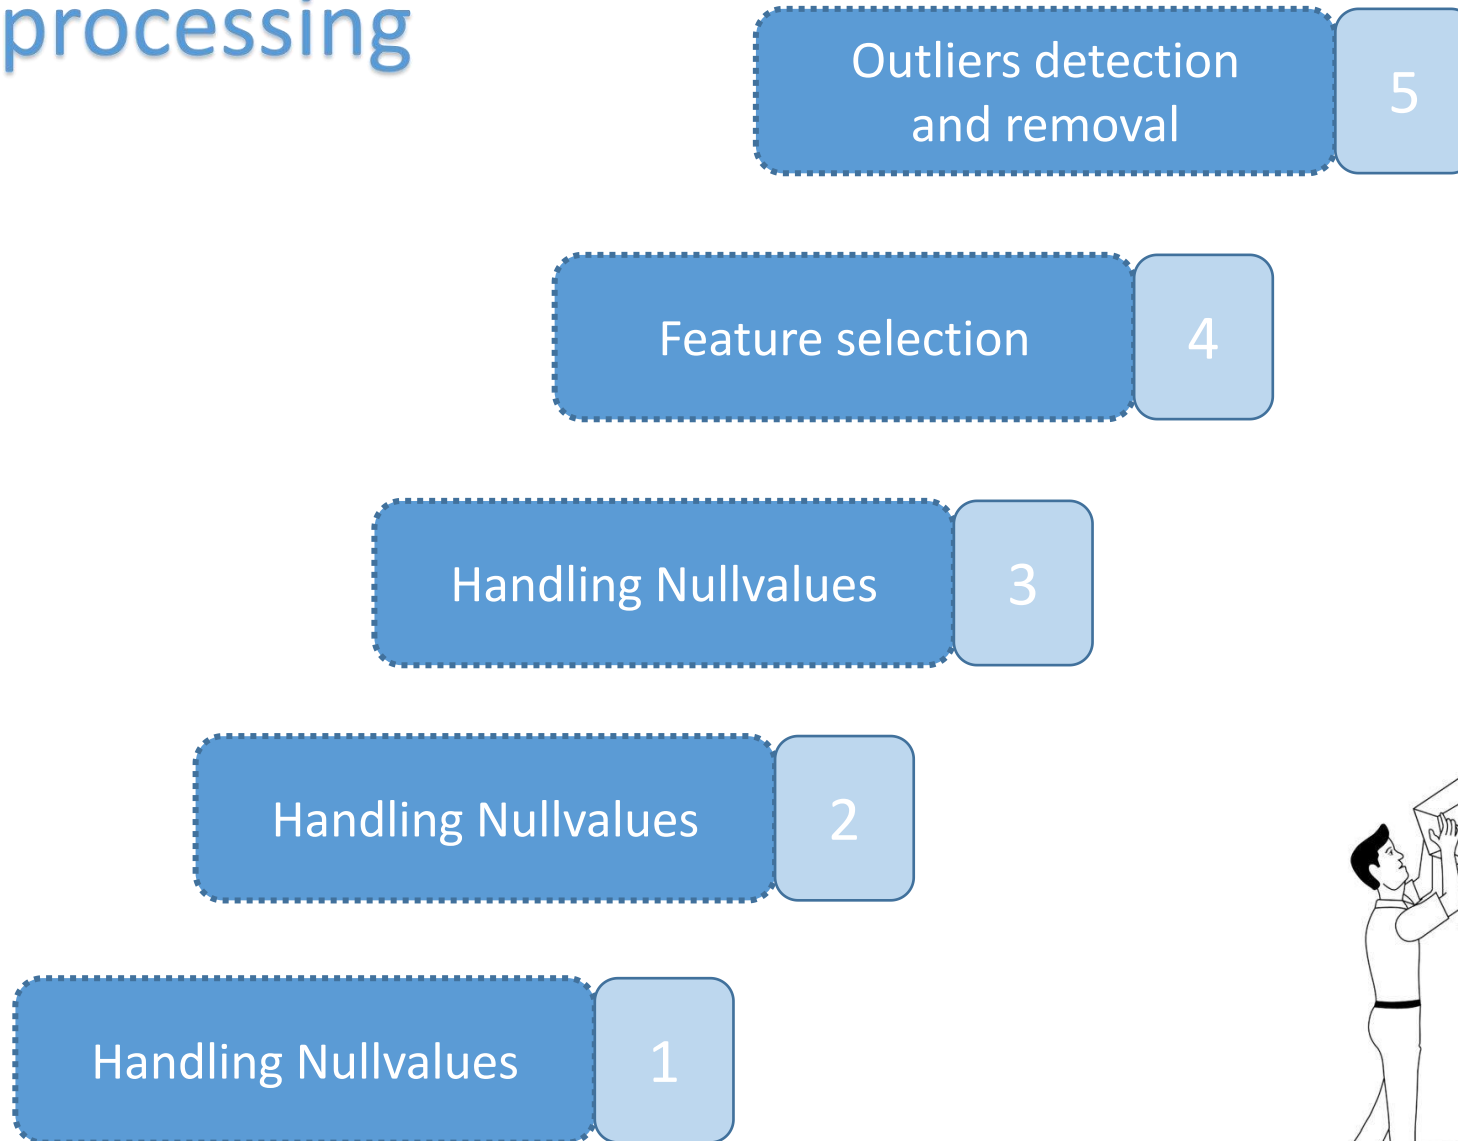 processing
Outliers detection
and removal
5
Feature selection
4
Handling Nullvalues
3
Handling Nullvalues
2
Handling Nullvalues
1